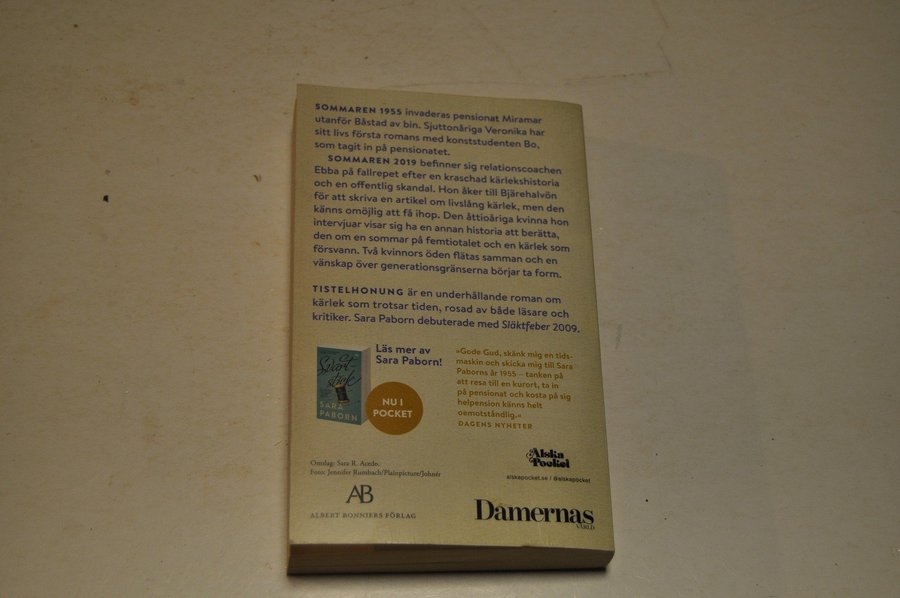 SOMMAREN 1955 invaderas pensionat Miramar
utanför Båstad av bin. Sjuttonåriga Veronika har
sitt livs första romans med konststudenten Bo,
som tagit in på pensionatet.
SOMMAREN 2019 befinner sig relationscoachen
Ebba på fallrepet efter en kraschad kärlekshistoria
och en offentlig skandal. Hon åker till Bjärehalvön
för att skriva en artikel om livslång kärlek, men den
känns omöjlig att få ihop. Den åttioåriga kvinna hon
intervjuar visar sig ha en annan historia att berätta,
den om en sommar på femtiotalet och en kärlek som
försvann. Två kvinnors öden flätas samman och en
vänskap över generationsgränserna börjar ta form.
TISTELHONUNG är en underhållande roman om
kärlek som trotsar tiden, rosad av både läsare och
kritiker. Sara Paborn debuterade med Släktfeber 2009.
Läs mer av
Sara Paborn!
Svart-
stick
SARA
PABORN
NU I
POCKET
»Gode Gud, skänk mig en tids-
maskin och skicka mig till Sara
Paborns år 1955 – tanken på
att resa till en kurort, ta in
på pensionat och kosta på sig
helpension känns helt
oemotståndlig.«
DAGENS NYHETER
Omslag: Sara R. Acedo.
Foto: Jennifer Rumbach/Plainpicture/Johnér
AB
ALBERT BONNIERS FÖRLAG
Älska
Pocket
alskapocket.se / @alskapocket
Damernas
VÄRLD